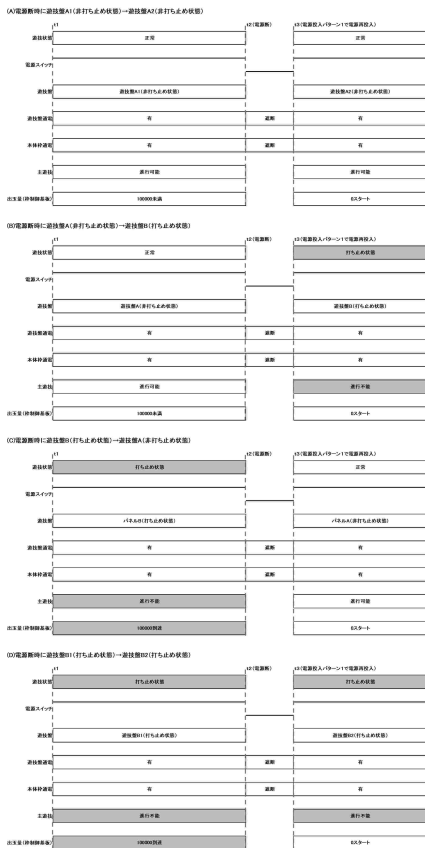 (A)電源断時に遊技盤A1(非打ち止め状態)→遊技盤A2(非打ち止め状態)
t1 t2(電源断) t3(電源投入パターン1で電源再投入)
遊技状態 正常 正常
電源スイッチ
遊技盤 遊技盤A1(非打ち止め状態) 遊技盤A2(非打ち止め状態)
遊技盤通電 有 遮断 有
本体枠通電 有 遮断 有
主遊技 進行可能 進行可能
出玉量(枠制御基板) 100000未満 0スタート
(B)電源断時に遊技盤A(非打ち止め状態)→遊技盤B(打ち止め状態)
t1 t2(電源断) t3(電源投入パターン1で電源再投入)
遊技状態 正常 打ち止め状態
電源スイッチ
遊技盤 遊技盤A(非打ち止め状態) 遊技盤B(打ち止め状態)
遊技盤通電 有 遮断 有
本体枠通電 有 遮断 有
主遊技 進行可能 進行不能
出玉量(枠制御基板) 100000未満 0スタート
(C)電源断時に遊技盤B(打ち止め状態)→遊技盤A(非打ち止め状態)
t1 t2(電源断) t3(電源投入パターン1で電源再投入)
遊技状態 打ち止め状態 正常
電源スイッチ
遊技盤 パネルB(打ち止め状態) パネルA(非打ち止め状態)
遊技盤通電 有 遮断 有
本体枠通電 有 遮断 有
主遊技 進行不能 進行可能
出玉量(枠制御基板) 100000到達 0スタート
(D)電源断時に遊技盤B1(打ち止め状態)→遊技盤B2(打ち止め状態)
t1 t2(電源断) t3(電源投入パターン1で電源再投入)
遊技状態 打ち止め状態 打ち止め状態
電源スイッチ
遊技盤 遊技盤B1(打ち止め状態) 遊技盤B2(打ち止め状態)
遊技盤通電 有 遮断 有
本体枠通電 有 遮断 有
主遊技 進行不能 進行不能
出玉量(枠制御基板) 100000到達 0スタート